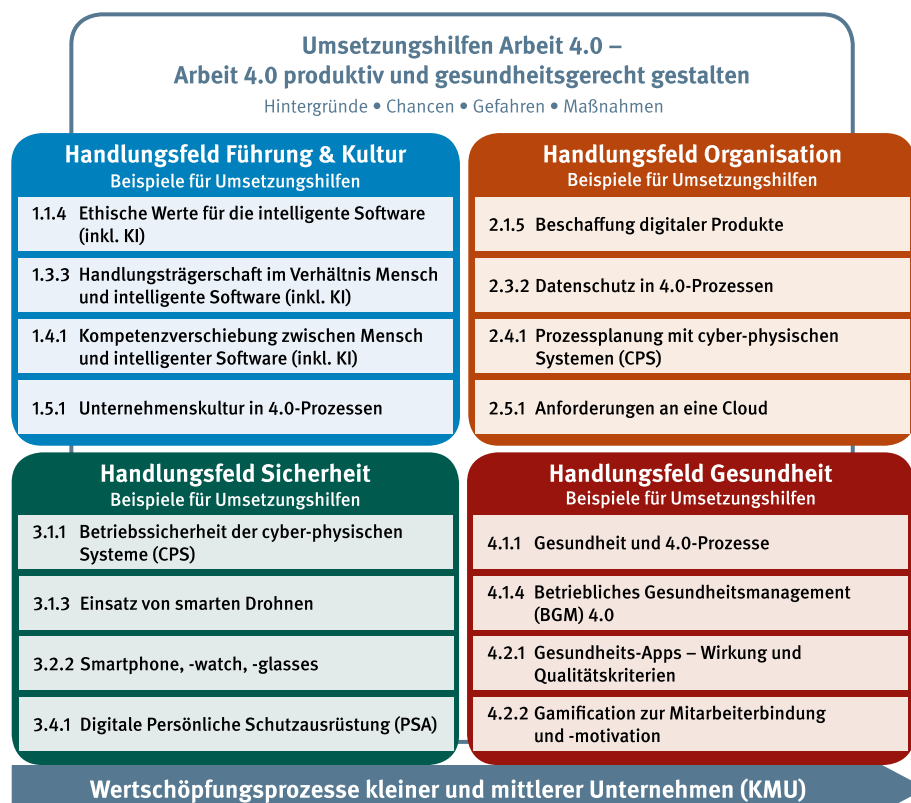 Umsetzungshilfen Arbeit 4.0 –
Arbeit 4.0 produktiv und gesundheitsgerecht gestalten
Hintergründe • Chancen • Gefahren • Maßnahmen
Handlungsfeld Führung & Kultur
Beispiele für Umsetzungshilfen
1.1.4 Ethische Werte für die intelligente Software
(inkl. KI)
1.3.3 Handlungsträgerschaft im Verhältnis Mensch
und intelligente Software (inkl. KI)
1.4.1 Kompetenzverschiebung zwischen Mensch
und intelligenter Software (inkl. KI)
1.5.1 Unternehmenskultur in 4.0-Prozessen
Handlungsfeld Organisation
Beispiele für Umsetzungshilfen
2.1.5 Beschaffung digitaler Produkte
2.3.2 Datenschutz in 4.0-Prozessen
2.4.1 Prozessplanung mit cyber-physischen
Systemen (CPS)
2.5.1 Anforderungen an eine Cloud
Handlungsfeld Sicherheit
Beispiele für Umsetzungshilfen
3.1.1 Betriebssicherheit der cyber-physischen
Systeme (CPS)
3.1.3 Einsatz von smarten Drohnen
3.2.2 Smartphone, -watch, -glasses
3.4.1 Digitale Persönliche Schutzausrüstung (PSA)
Handlungsfeld Gesundheit
Beispiele für Umsetzungshilfen
4.1.1 Gesundheit und 4.0-Prozesse
4.1.4 Betriebliches Gesundheitsmanagement
(BGM) 4.0
4.2.1 Gesundheits-Apps – Wirkung und
Qualitätskriterien
4.2.2 Gamification zur Mitarbeiterbindung
und -motivation
Wertschöpfungsprozesse kleiner und mittlerer Unternehmen (KMU)